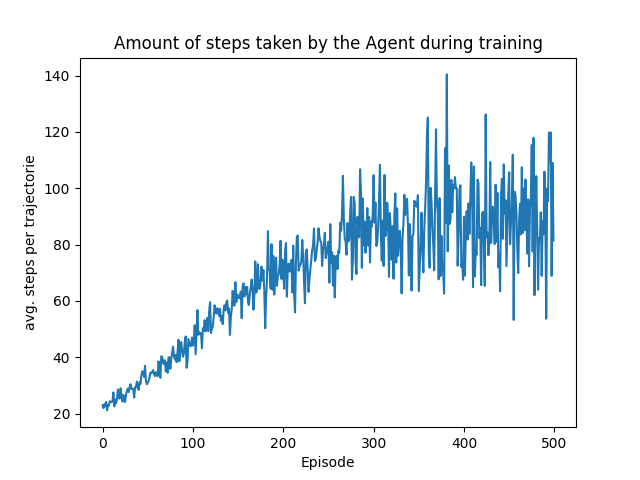 Amount of steps taken by the Agent during training
avg. steps per trajectorie
140
120
100
80
60
40
20
0 100 200 300 400 500
Episode